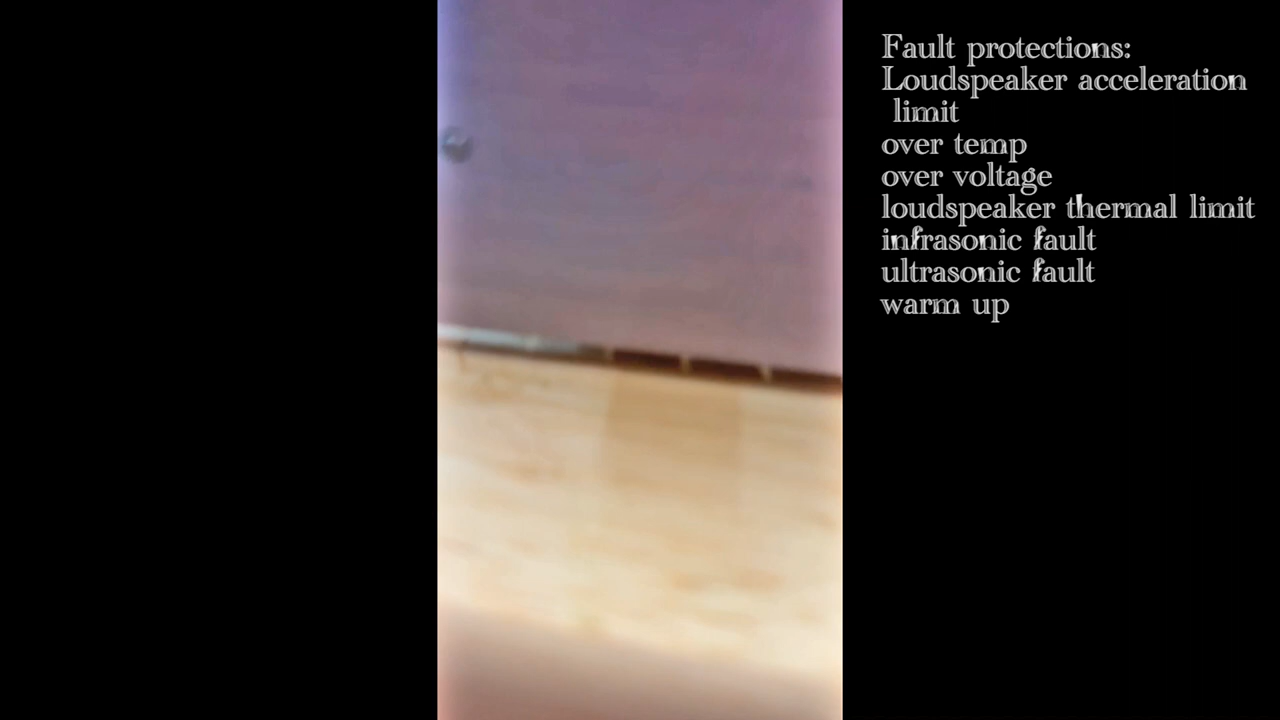 Fault protections:
Loudspeaker acceleration
limit
over temp
over voltage
loudspeaker thermal limit
infrasonic fault
ultrasonic fault
warm up